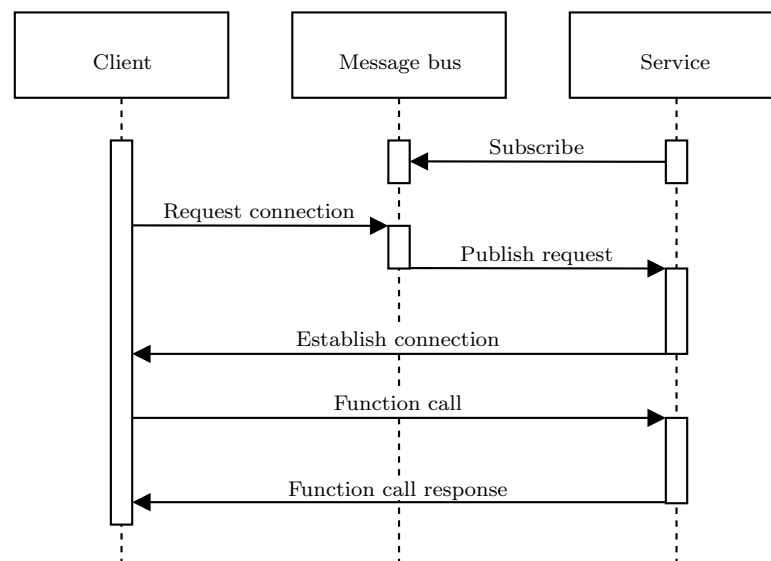 Client
Message bus
Service
Subscribe
Request connection
Publish request
Establish connection
Function call
Function call response